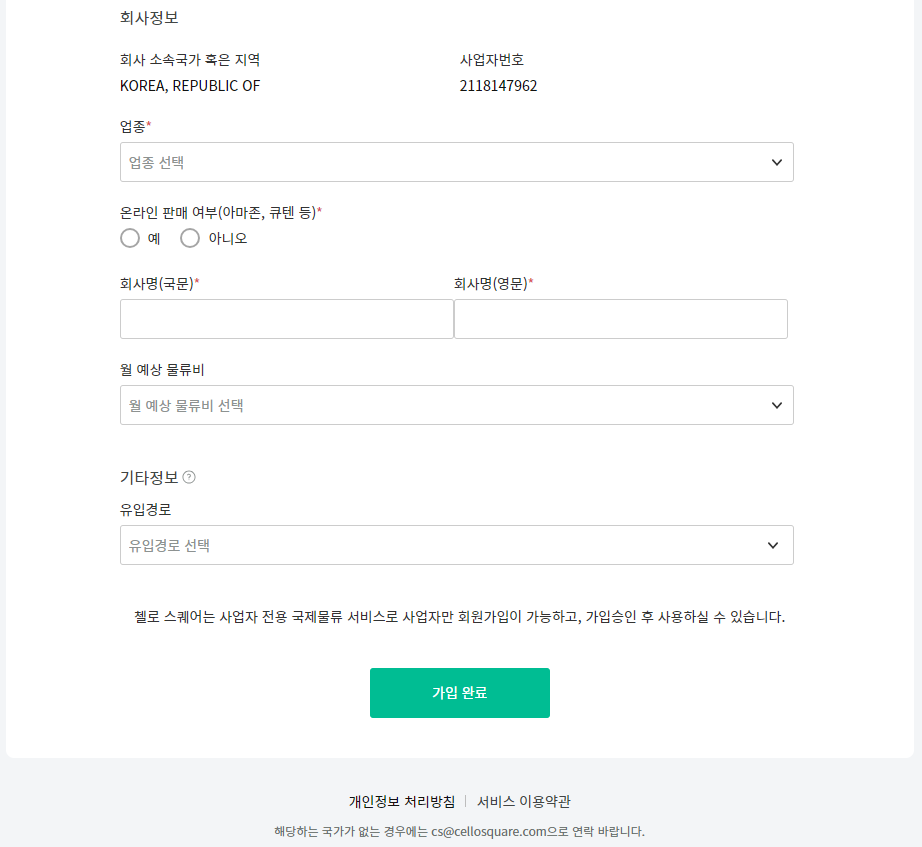 회사정보
회사 소속국가 혹은 지역 사업자번호
KOREA, REPUBLIC OF 2118147962
업종*
업종 선택
온라인 판매 여부(아마존, 큐텐 등)*
예 아니오
회사명(국문)* 회사명(영문)*
월 예상 물류비
월 예상 물류비 선택
기타정보 ?
유입경로
유입경로 선택
첼로 스퀘어는 사업자 전용 국제물류 서비스로 사업자만 회원가입이 가능하고, 가입승인 후 사용하실 수 있습니다.
가입 완료
개인정보 처리방침 | 서비스 이용약관
해당하는 국가가 없는 경우에는 cs@cellosquare.com으로 연락 바랍니다.